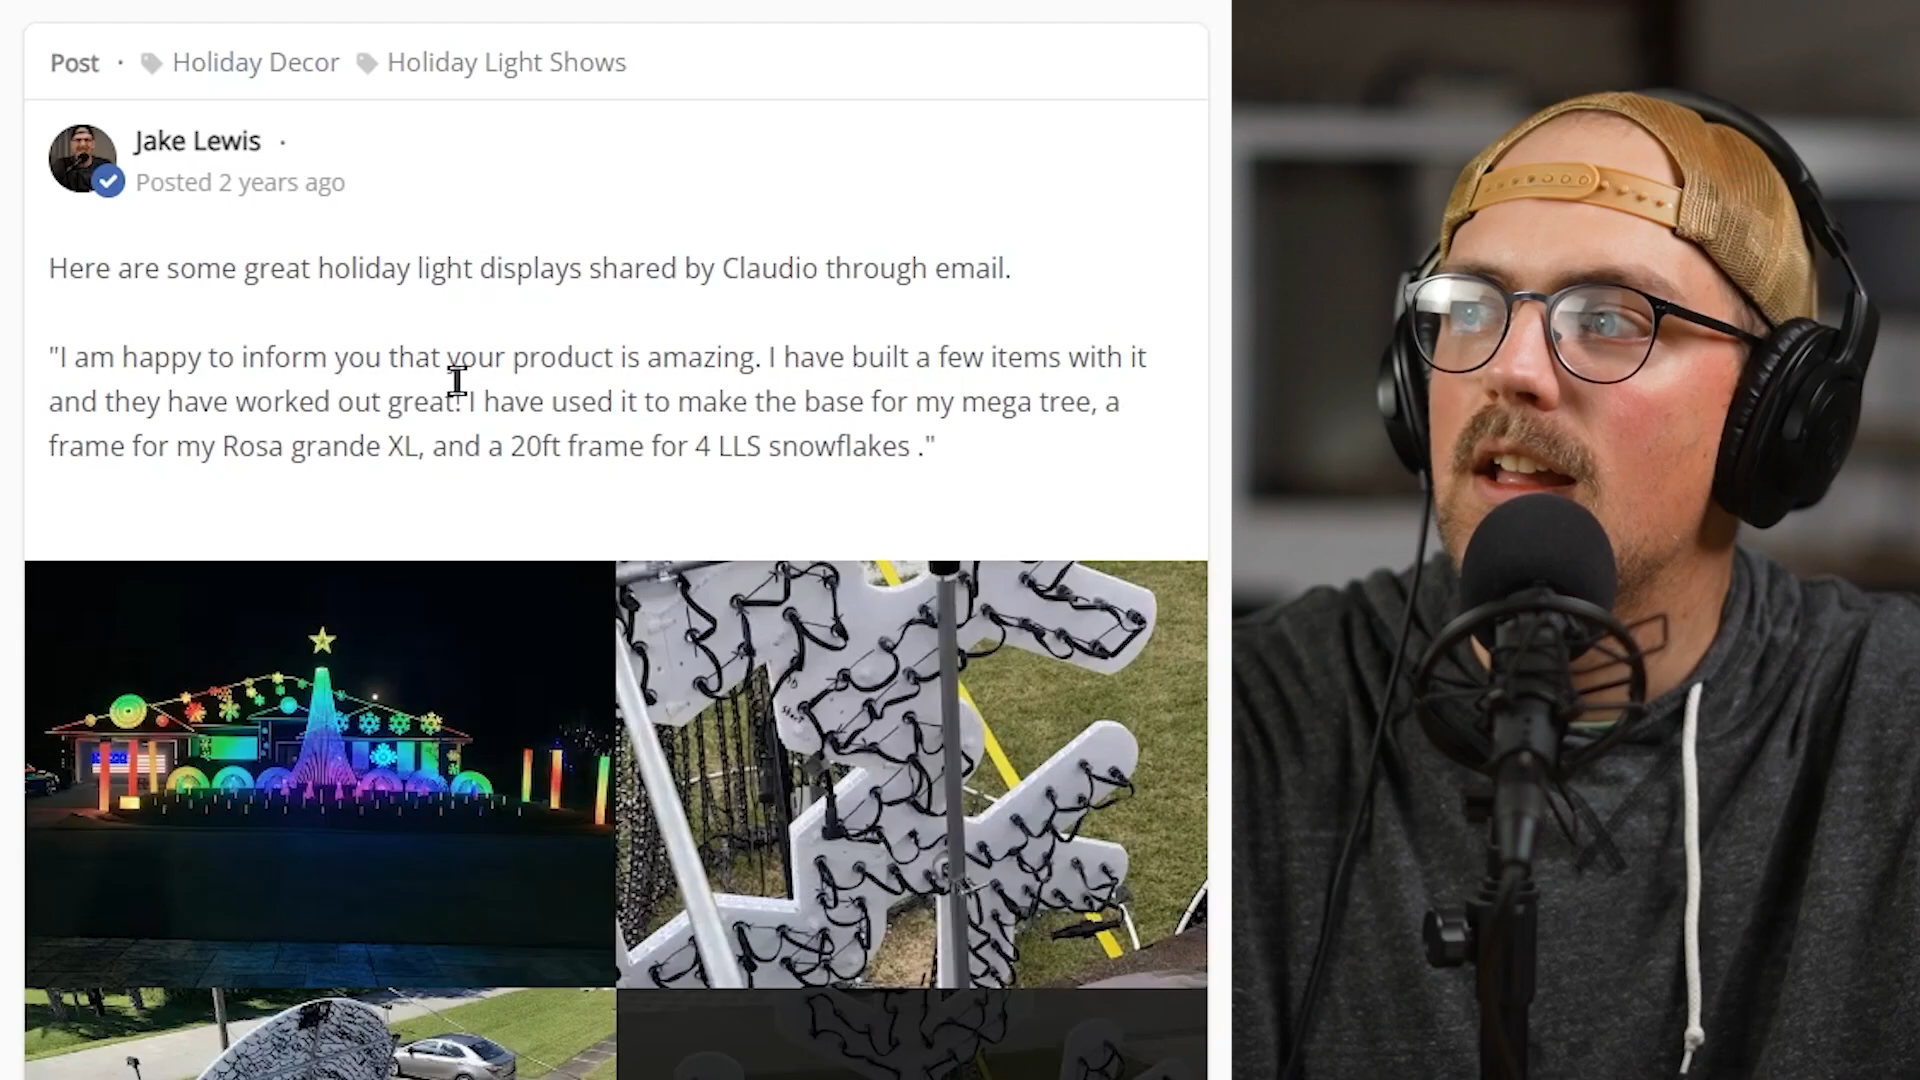 Post · Holiday Decor Holiday Light Shows
Jake Lewis ·
Posted 2 years ago
Here are some great holiday light displays shared by Claudio through email.
"I am happy to inform you that your product is amazing. I have built a few items with it
and they have worked out great! I have used it to make the base for my mega tree, a
frame for my Rosa grande XL, and a 20ft frame for 4 LLS snowflakes ."